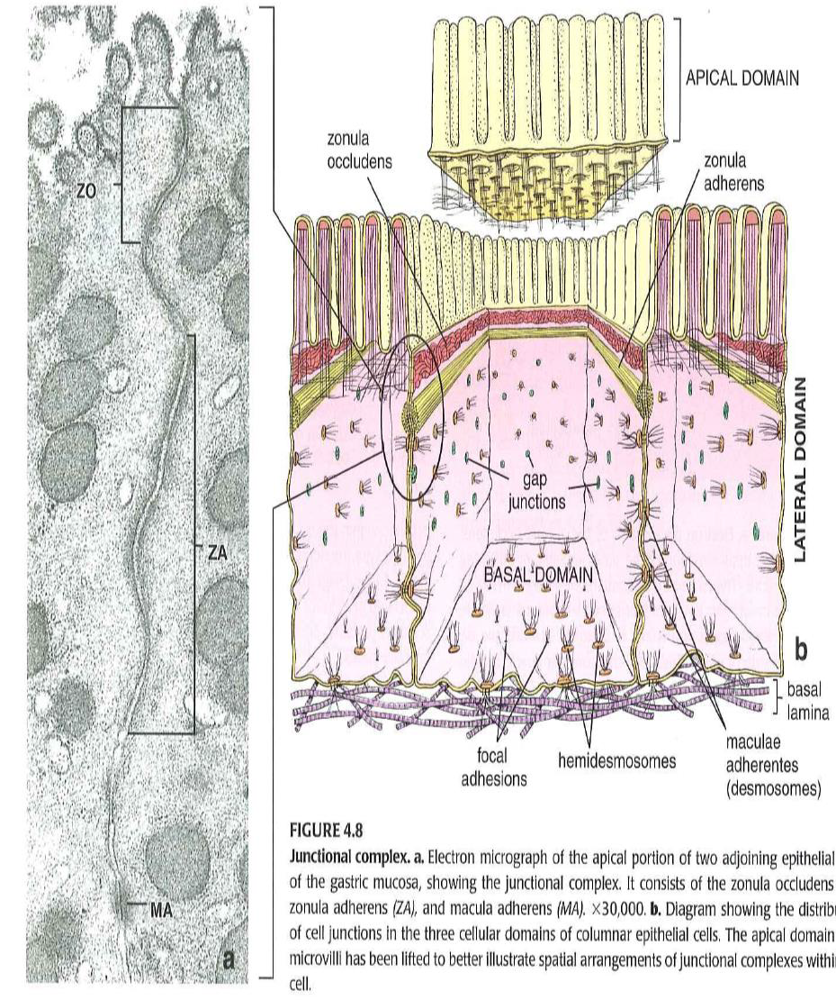 APICAL DOMAIN
zonula
occludens
zonula
adherens
ZO
ZA
MA
a
gap
junctions
BASAL DOMAIN
LATERAL DOMAIN
b
basal
lamina
focal
adhesions
hemidesmosomes
maculae
adherentes
(desmosomes)
FIGURE 4.8
Junctional complex. a. Electron micrograph of the apical portion of two adjoining epithelial
of the gastric mucosa, showing the junctional complex. It consists of the zonula occludens
zonula adherens (ZA), and macula adherens (MA). ×30,000. b. Diagram showing the distrib
of cell junctions in the three cellular domains of columnar epithelial cells. The apical domain
microvilli has been lifted to better illustrate spatial arrangements of junctional complexes withi
cell.